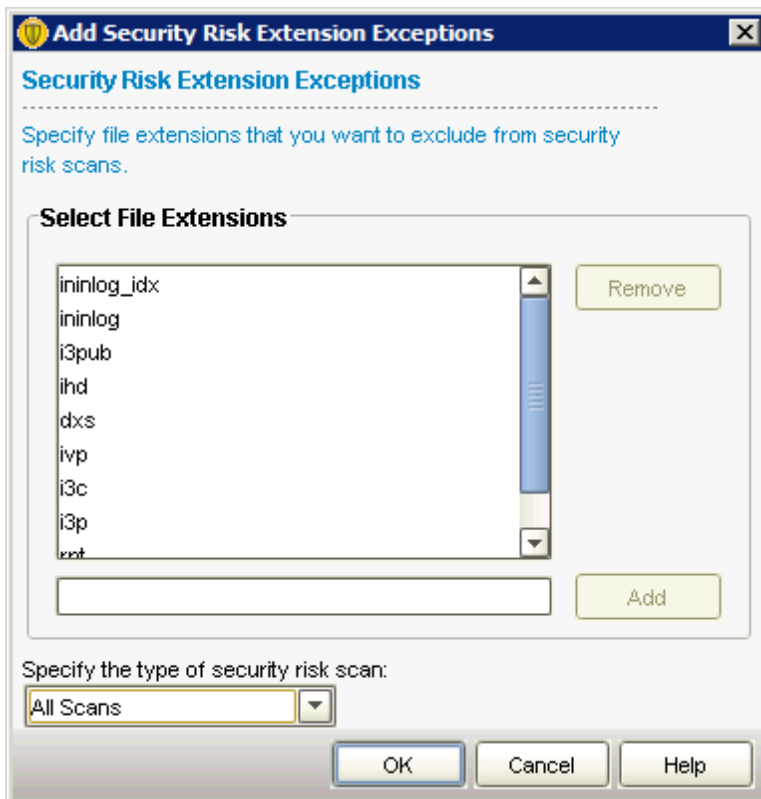 Add Security Risk Extension Exceptions
Security Risk Extension Exceptions
Specify file extensions that you want to exclude from security
risk scans.
Select File Extensions
ininlog_idx
Remove
ininlog
i3pub
ihd
dxs
ivp
i3c
i3p
Add
Specify the type of security risk scan:
All Scans
OK
Cancel
Help